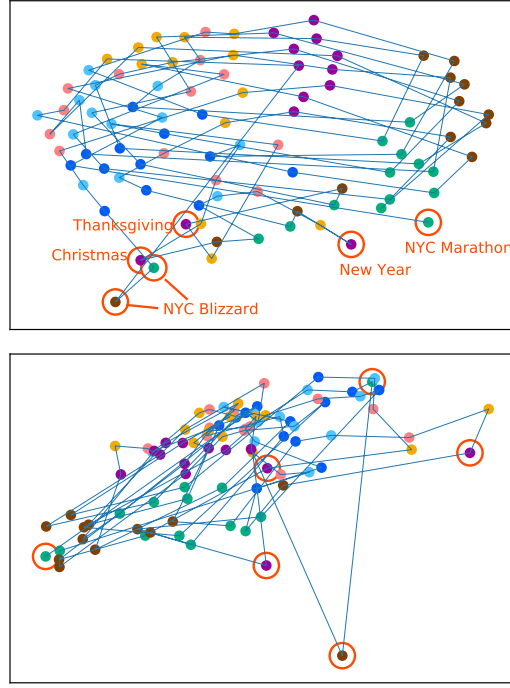 Thanksgiving
Christmas
NYC Marathon
New Year
NYC Blizzard